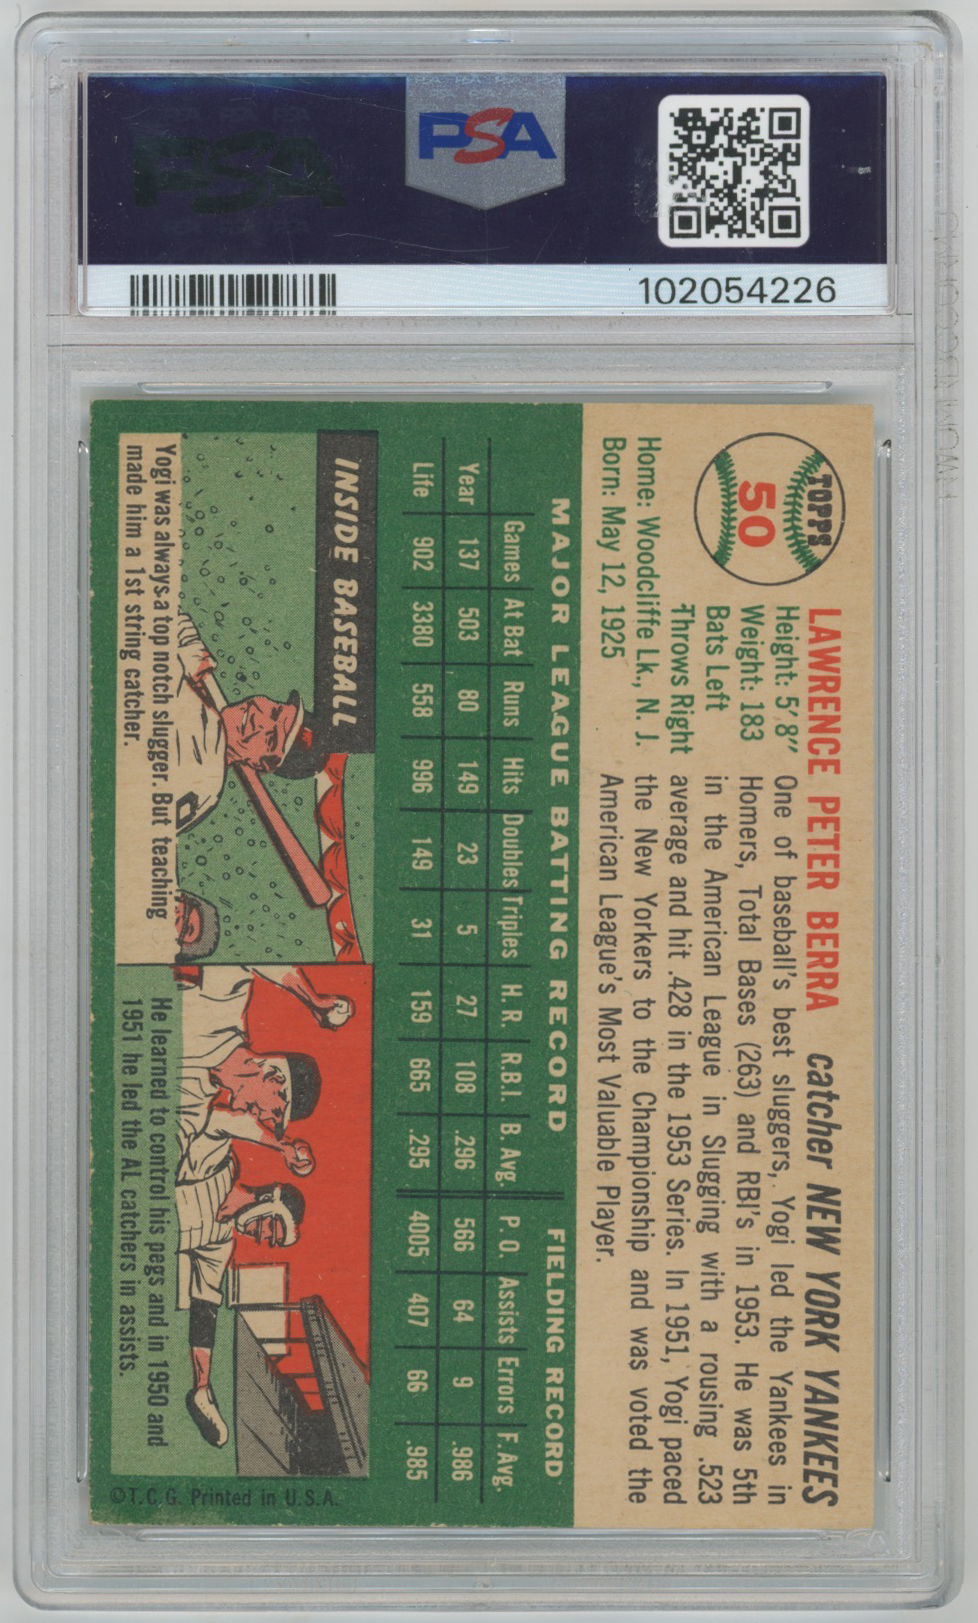 PSA
PSA
102054226
TOPPS
50
LAWRENCE PETER BERRA catcher NEW YORK YANKEES
Height: 5'8"
Weight: 183
Bats Left
Throws Right
Home: Woodcliffe Lk., N. J.
Born: May 12, 1925
One of baseball's best sluggers, Yogi led the Yankees in
Homers, Total Bases (263) and RBI's in 1953. He was 5th
in the American League in Slugging with a rousing .523
average and hit .428 in the 1953 Series. In 1951, Yogi paced
the New Yorkers to the Championship and was voted the
American League's Most Valuable Player.
MAJOR LEAGUE BATTING RECORD FIELDING RECORD
Games At Bat Runs Hits Doubles Triples H. R. R.B.I. B. Avg. P. O. Assists Errors F. Avg.
Year 137 503 80 149 23 5 27 108 .296 566 64 9 .986
Life 902 3380 558 996 149 31 159 665 .295 4005 407 66 .985
INSIDE BASEBALL
Yogi was always a top notch slugger. But teaching
made him a 1st string catcher.
He learned to control his pegs and in 1950 and
1951 he led the AL catchers in assists.
©T.C.G. Printed in U.S.A.